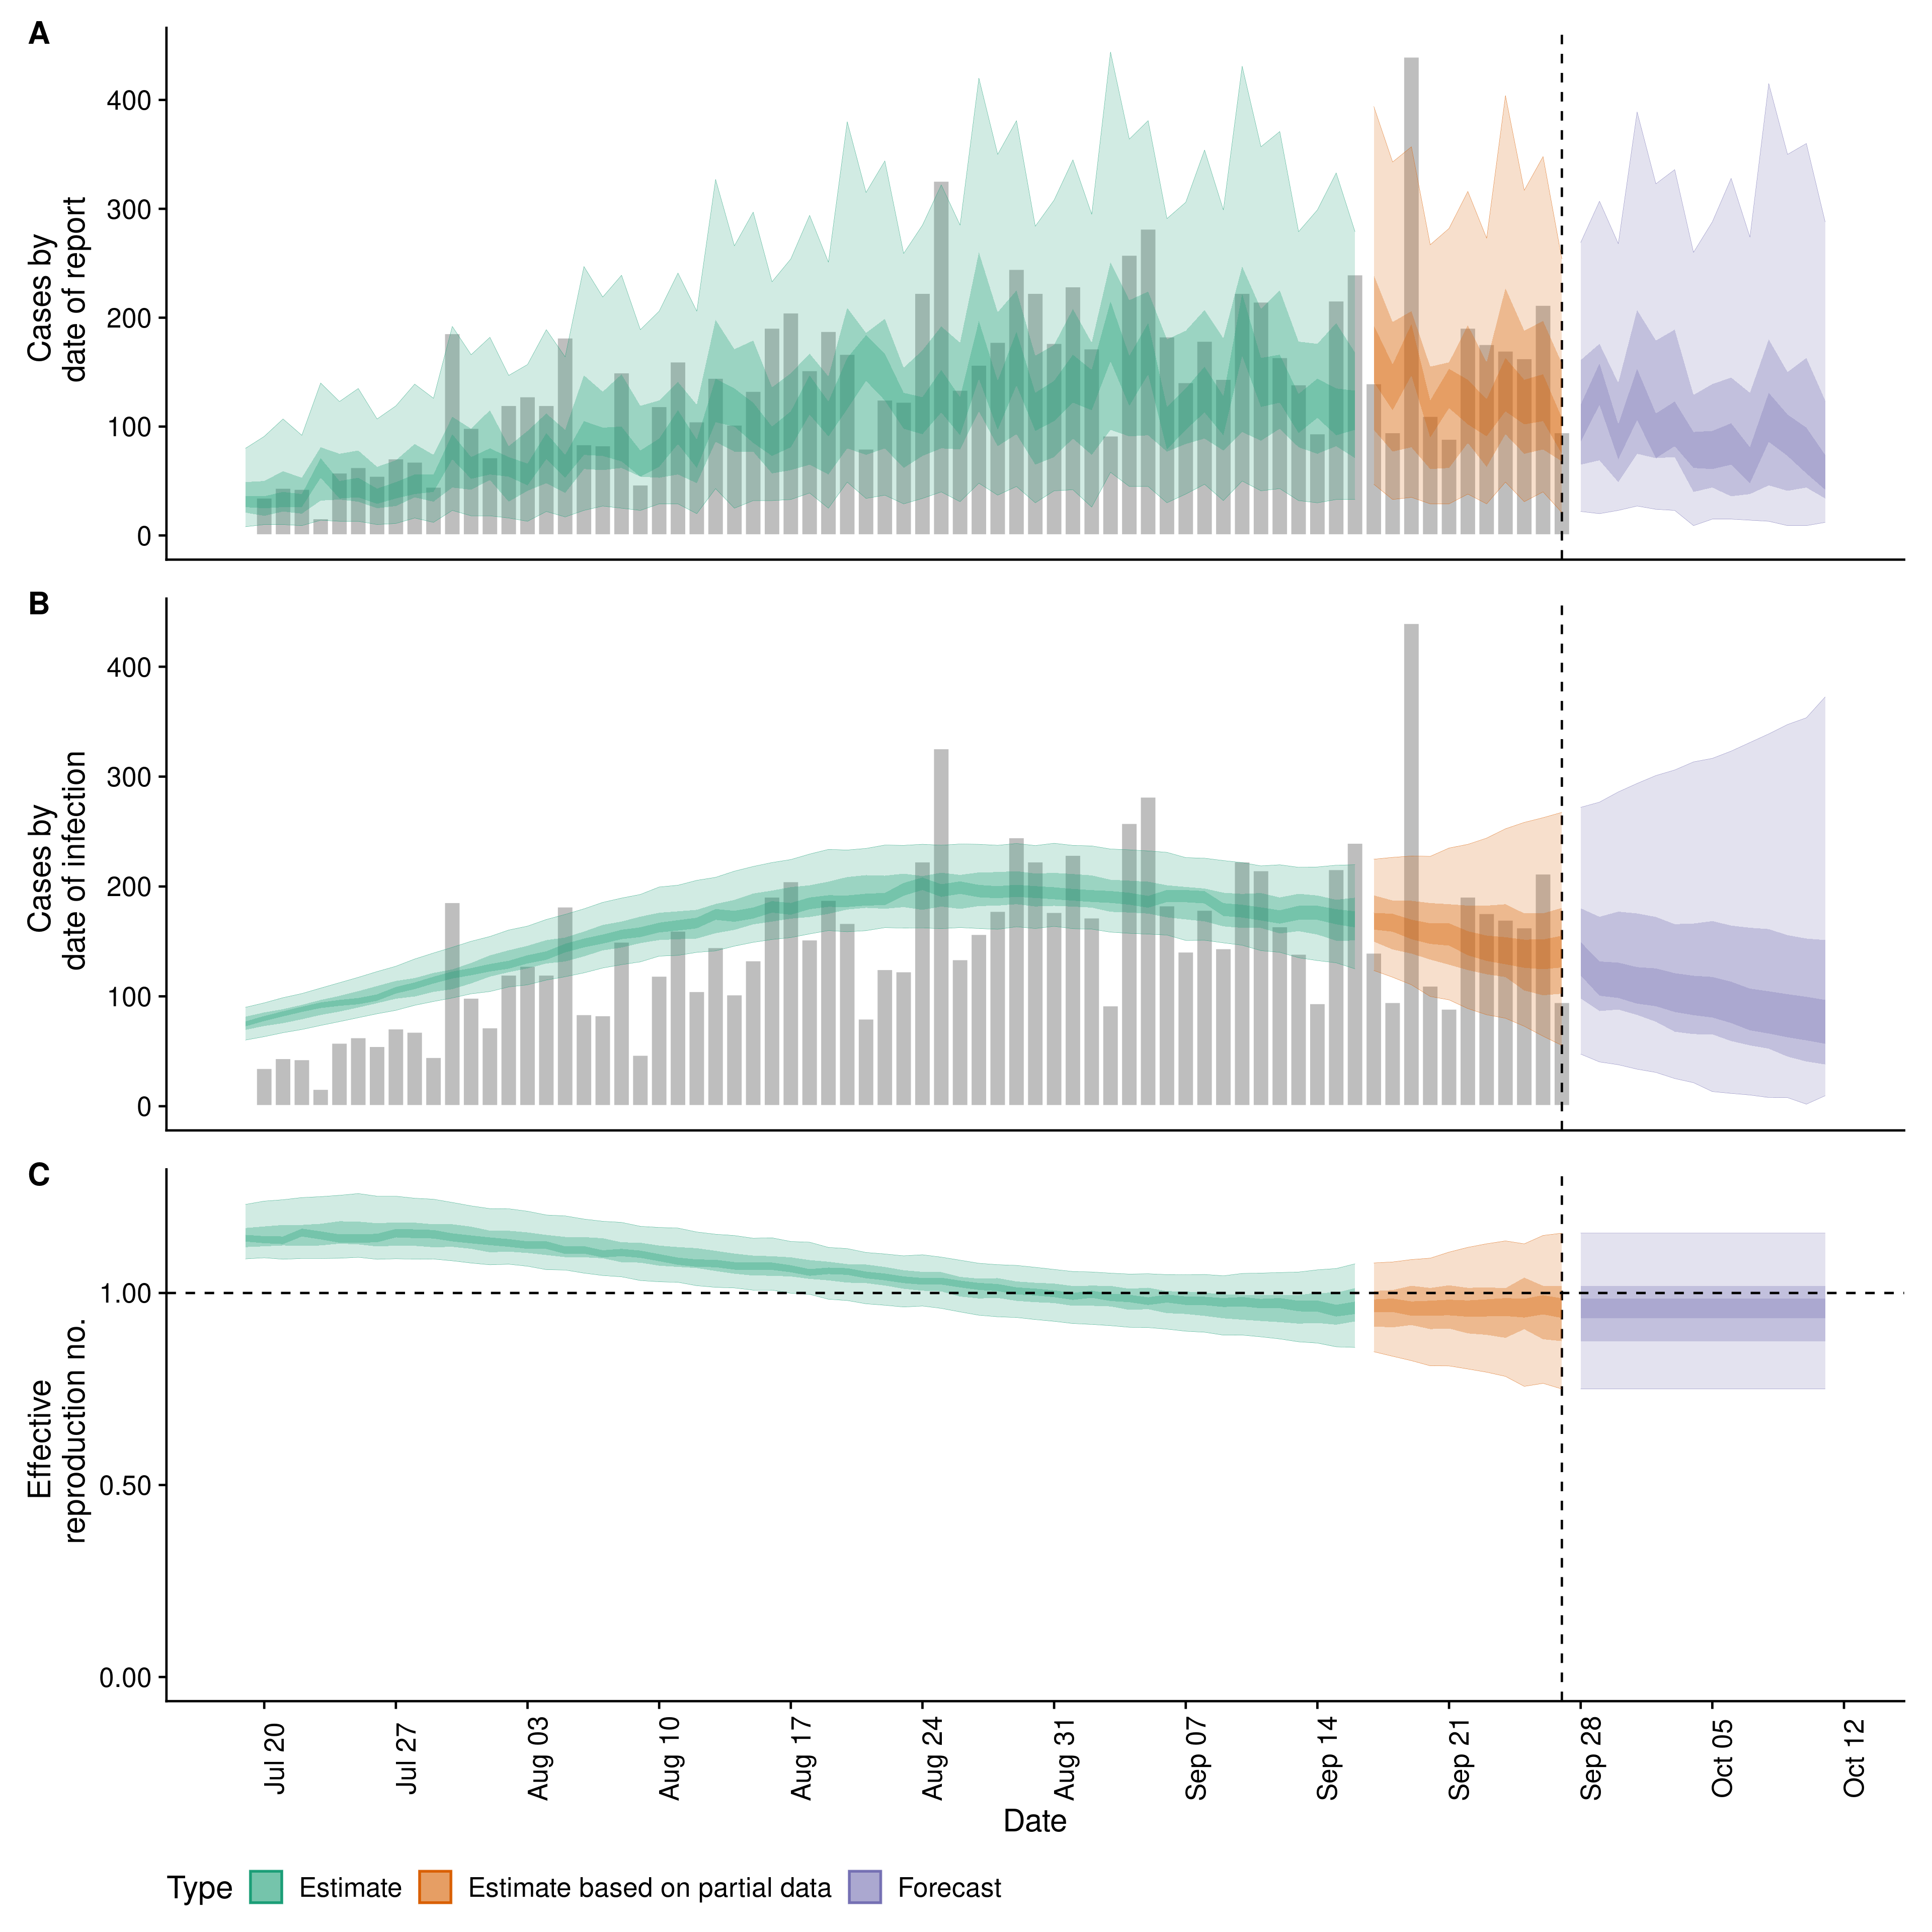 A
Cases by
date of report
400
300
200
100
0
B
Cases by
date of infection
400
300
200
100
0
C
Effective
reproduction no.
1.00
0.50
0.00
Jul 20
Jul 27
Aug 03
Aug 10
Aug 17
Aug 24
Aug 31
Sep 07
Sep 14
Sep 21
Sep 28
Oct 05
Oct 12
Date
Type Estimate Estimate based on partial data Forecast